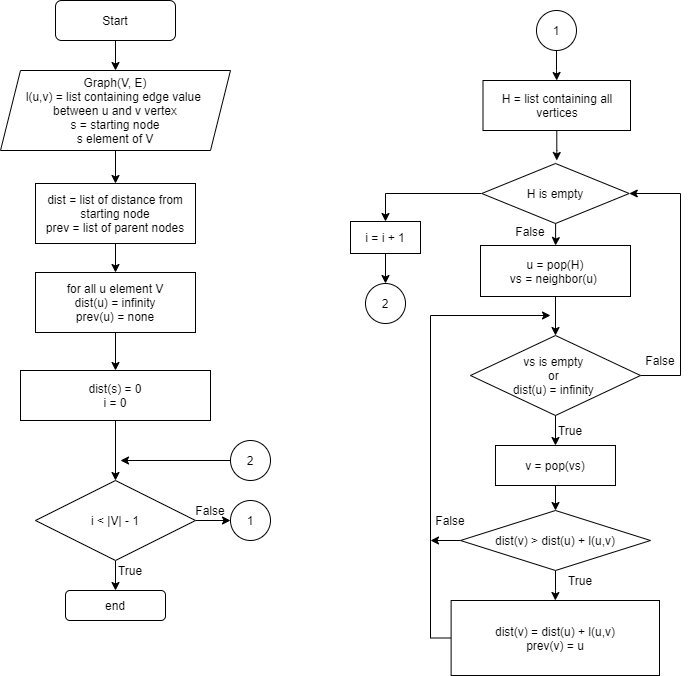 Start
Graph(V, E)
l(u,v) = list containing edge value
between u and v vertex
s = starting node
s element of V
dist = list of distance from
starting node
prev = list of parent nodes
for all u element V
dist(u) = infinity
prev(u) = none
dist(s) = 0
i = 0
2
i < |V| - 1
False
1
True
end
1
H = list containing all
vertices
H is empty
i = i + 1
False
2
u = pop(H)
vs = neighbor(u)
vs is empty
or
dist(u) = infinity
False
True
v = pop(vs)
False
dist(v) > dist(u) + l(u,v)
True
dist(v) = dist(u) + l(u,v)
prev(v) = u